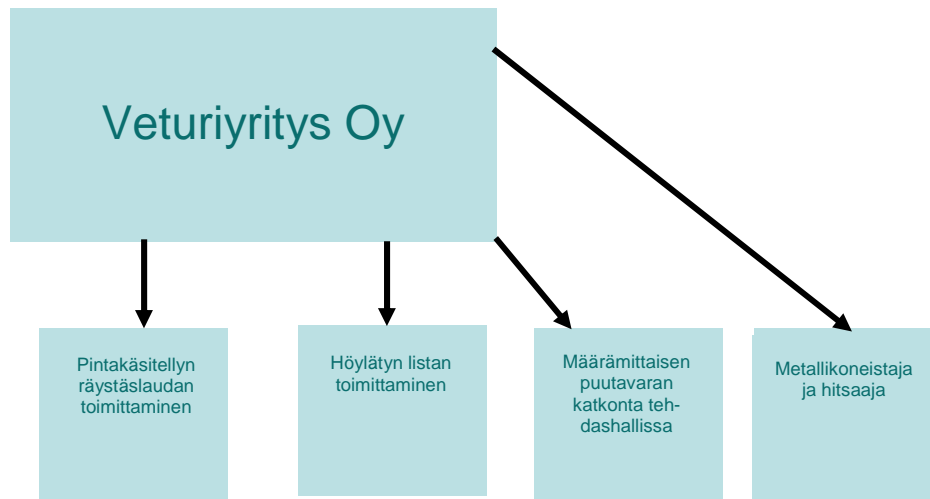 Veturiyritys Oy
Pintakäsitellyn
räystäslaudan
toimittaminen
Höylätyn listan
toimittaminen
Määrämittaisen
puutavaran
katkonta teh-
dashallissa
Metallikoneistaja
ja hitsaaja